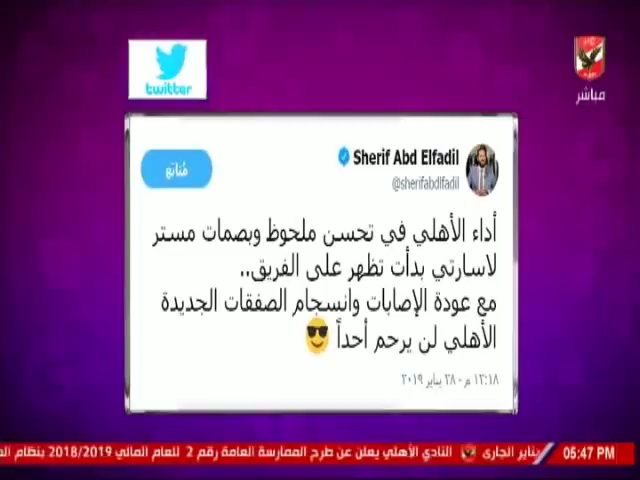 twitter
مباشر
Sherif Abd Elfadil
@sherifabdlfadil
مُتابَع
أداء الأهلي في تحسن ملحوظ وبصمات مستر
لاسارتي بدأت تظهر على الفريق..
مع عودة الإصابات وانسجام الصفقات الجديدة
الأهلي لن يرحم أحداً 😎
١٢:١٨ م - ٢٨ يناير ٢٠١٩
يناير الجارى النادي الأهلي يعلن عن طرح الممارسة العامة رقم 2 للعام المالي 2018/2019 بنظام
05:47 PM